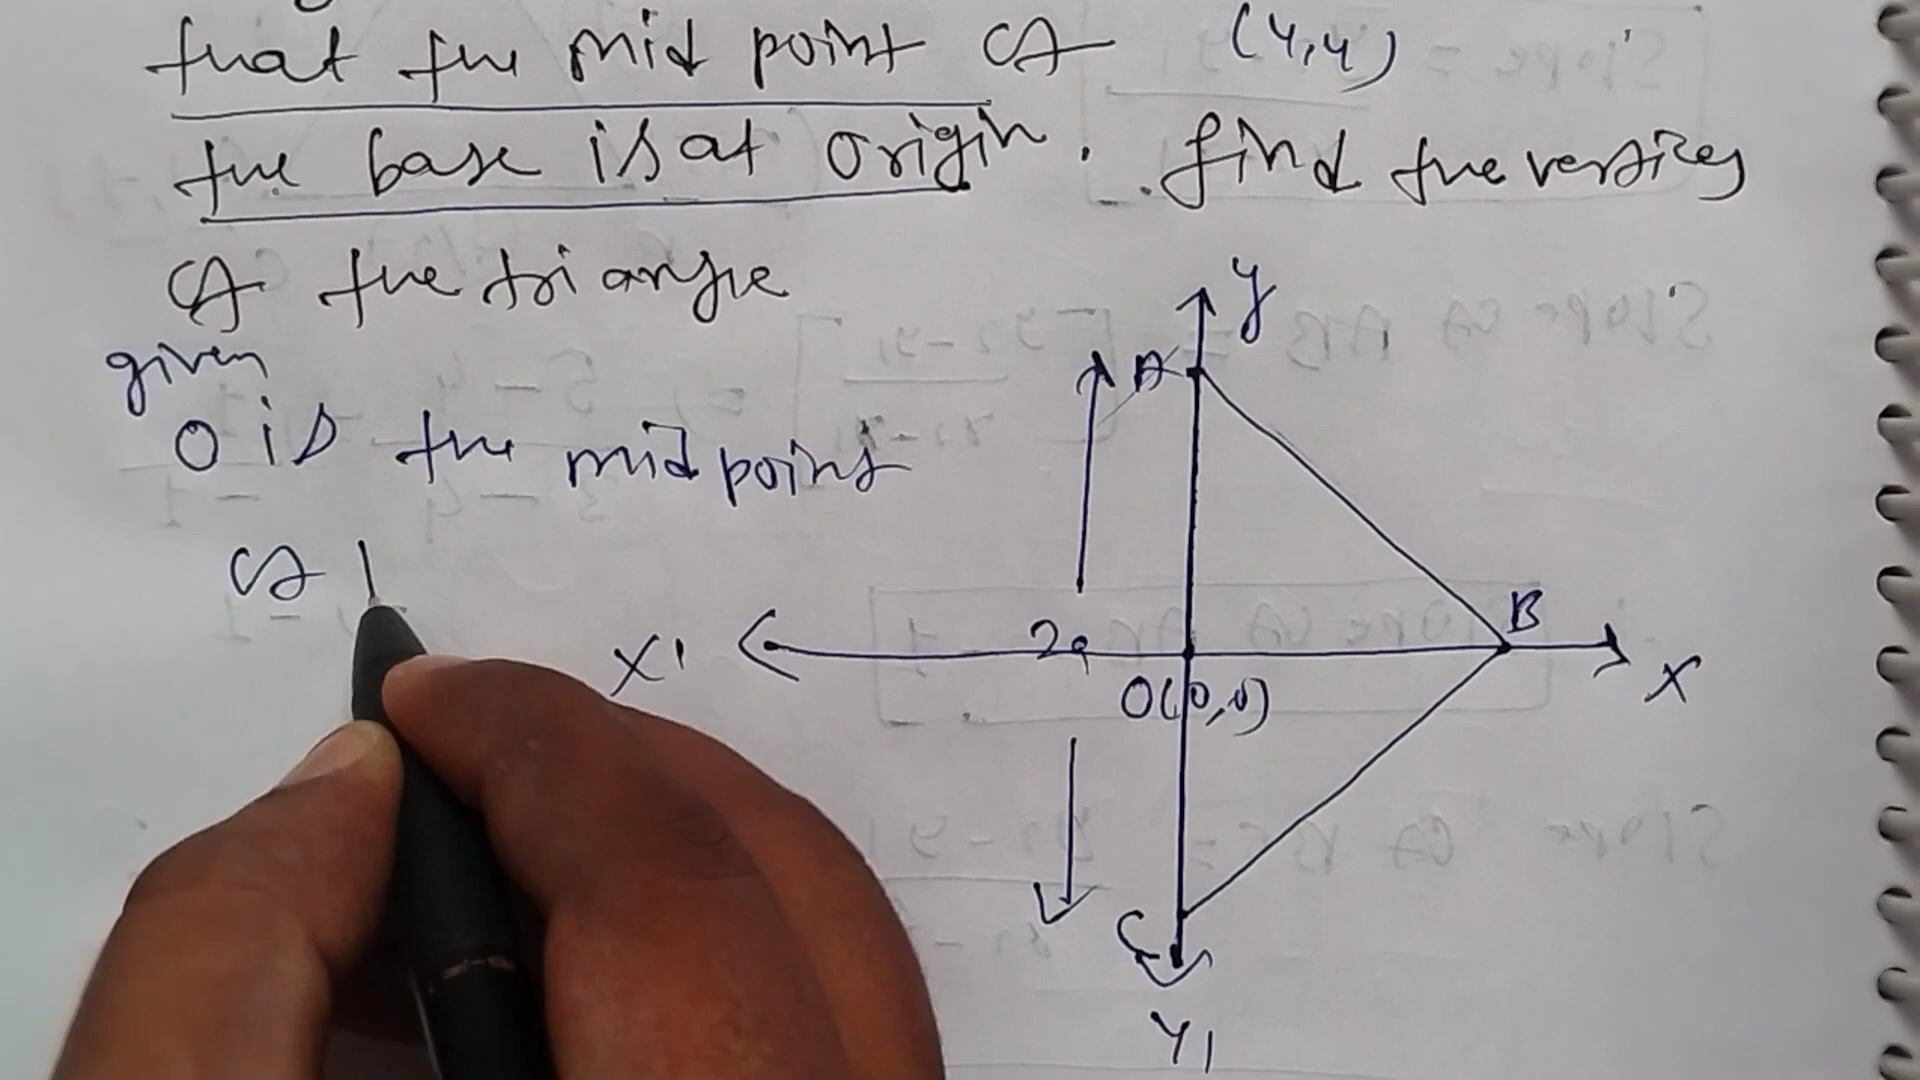 that the mid point of (4,4)
the base is at origin. find the vertices
of the triangle
given
O is the mid point
of
y
A
B
2a
x'
O(0,0)
x
C
y1